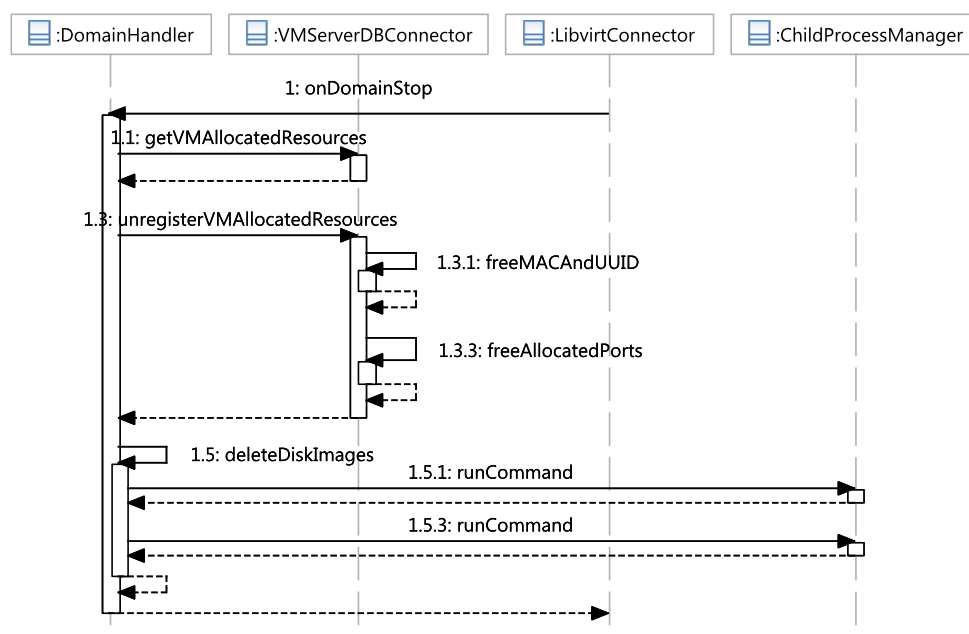 :DomainHandler
:VMServerDBConnector
:LibvirtConnector
:ChildProcessManager
1: onDomainStop
1.1: getVMAllocatedResources
1.3: unregisterVMAllocatedResources
1.3.1: freeMACAndUUID
1.3.3: freeAllocatedPorts
1.5: deleteDiskImages
1.5.1: runCommand
1.5.3: runCommand